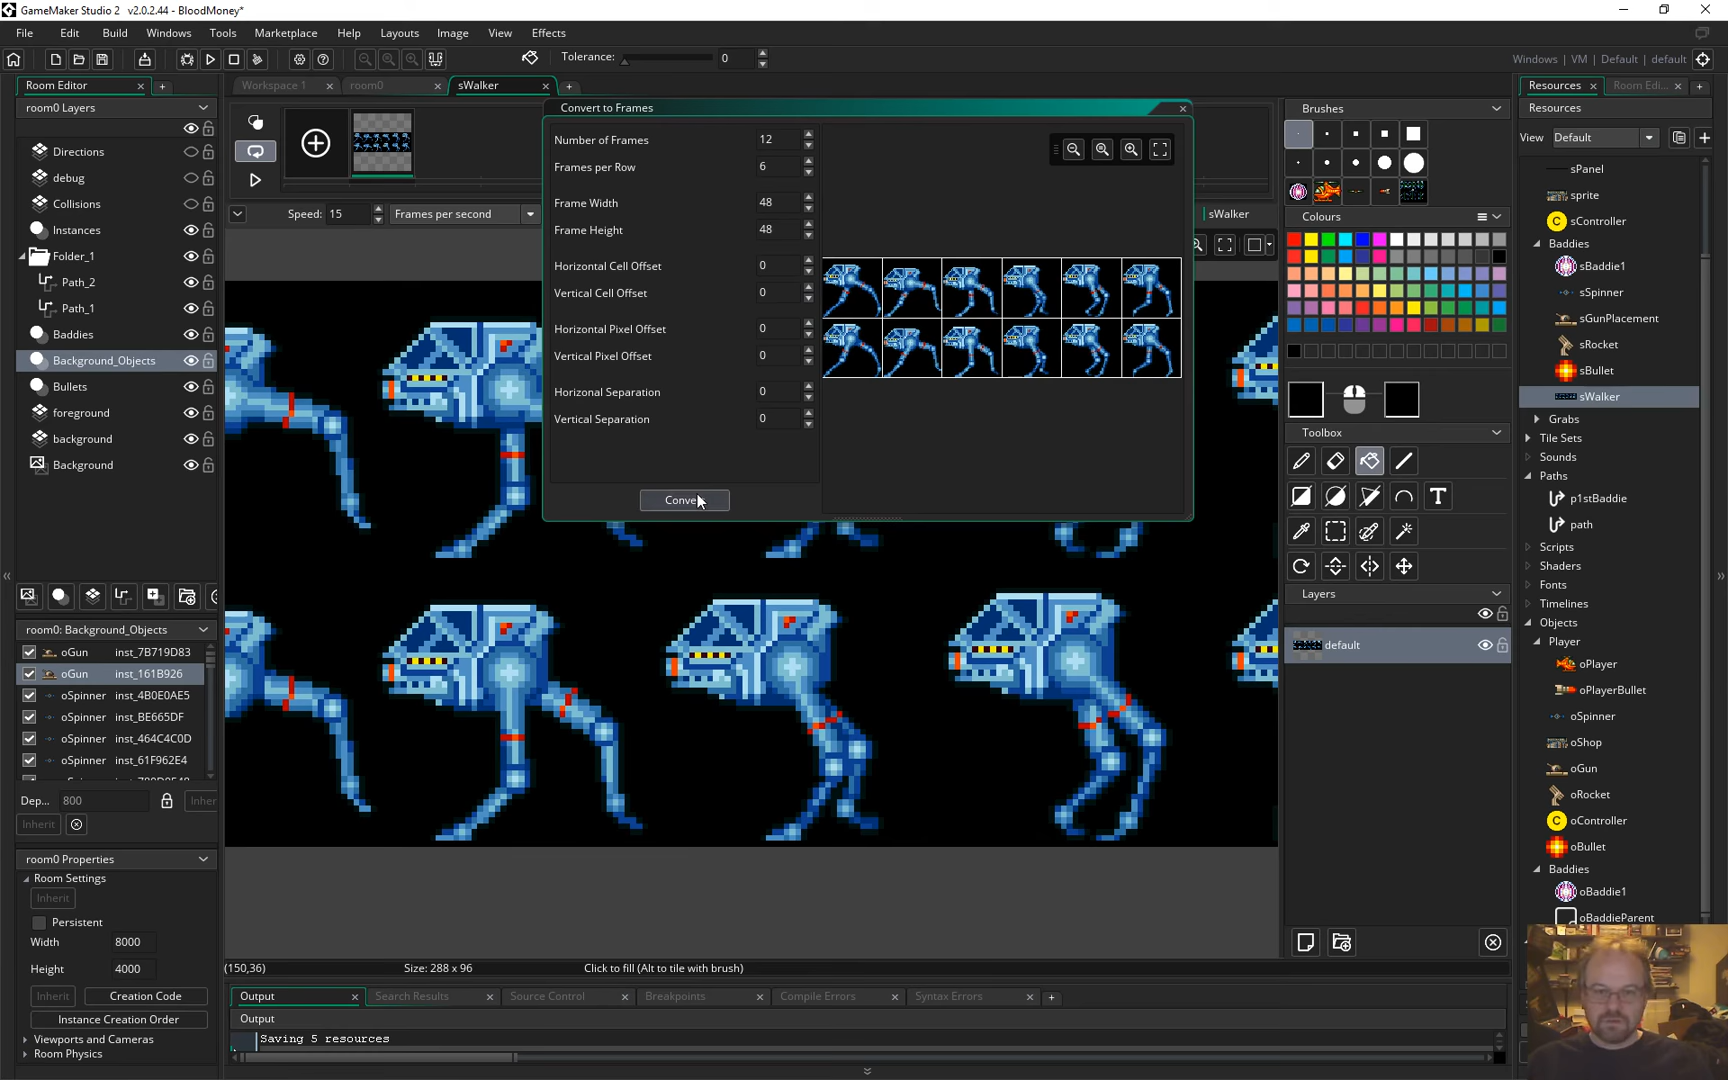 GameMaker Studio 2   v2.0.2.44 - BloodMoney*
File Edit Build Windows Tools Marketplace Help Layouts Image View Effects
Tolerance: 0
Windows | VM | Default | default
Room Editor
room0 Layers
Directions
debug
Collisions
Instances
Folder_1
Path_2
Path_1
Baddies
Background_Objects
Bullets
foreground
background
Background
room0: Background_Objects
oGun inst_7B719D83
oGun inst_161B926
oSpinner inst_4B0E0AE5
oSpinner inst_BE665DF
oSpinner inst_464C4C0D
oSpinner inst_61F962E4
Dep... 800 Inher
Inherit
room0 Properties
Room Settings
Inherit
Persistent
Width 8000
Height 4000
Inherit Creation Code
Instance Creation Order
Viewports and Cameras
Room Physics
Workspace 1 room0 sWalker
Speed: 15 Frames per second
sWalker
Convert to Frames
Number of Frames 12
Frames per Row 6
Frame Width 48
Frame Height 48
Horizontal Cell Offset 0
Vertical Cell Offset 0
Horizontal Pixel Offset 0
Vertical Pixel Offset 0
Horizonal Separation 0
Vertical Separation 0
Conve
(150,36) Size: 288 x 96 Click to fill (Alt to tile with brush)
Output Search Results Source Control Breakpoints Compile Errors Syntax Errors
Output
Saving 5 resources
Brushes
Colours
Toolbox
T
Layers
default
Resources Room Edi...
Resources
View Default
sPanel
sprite
sController
Baddies
sBaddie1
sSpinner
sGunPlacement
sRocket
sBullet
sWalker
Grabs
Tile Sets
Sounds
Paths
p1stBaddie
path
Scripts
Shaders
Fonts
Timelines
Objects
Player
oPlayer
oPlayerBullet
oSpinner
oShop
oGun
oRocket
oController
oBullet
Baddies
oBaddie1
oBaddieParent